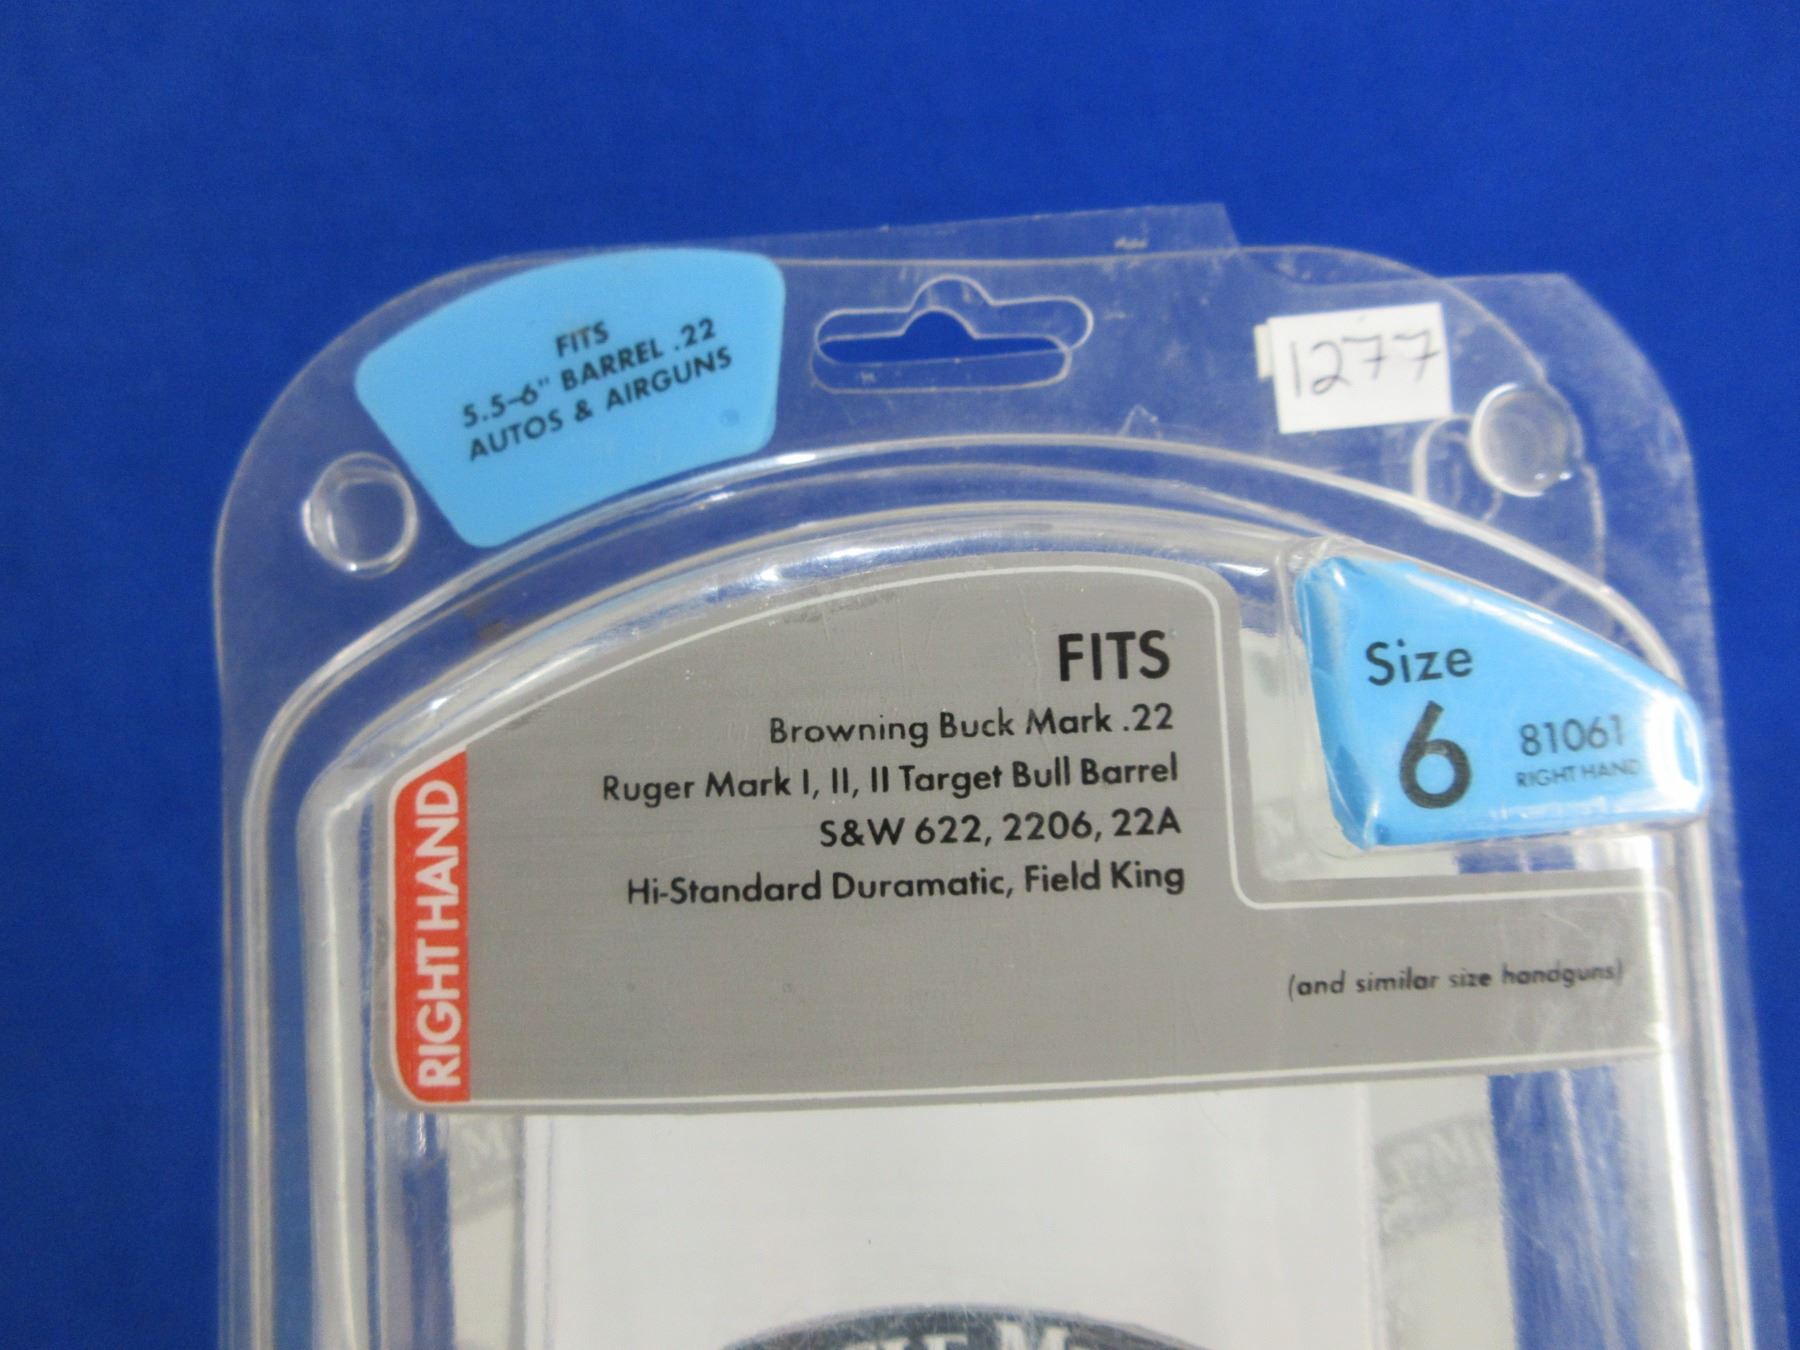 FITS
5.5-6" BARREL .22
AUTOS & AIRGUNS
1277
FITS
Browning Buck Mark .22
Ruger Mark I, II, II Target Bull Barrel
S&W 622, 2206, 22A
Hi-Standard Duramatic, Field King
(and similar size handguns)
Size
6
81061
RIGHT HAND
RIGHT HAND